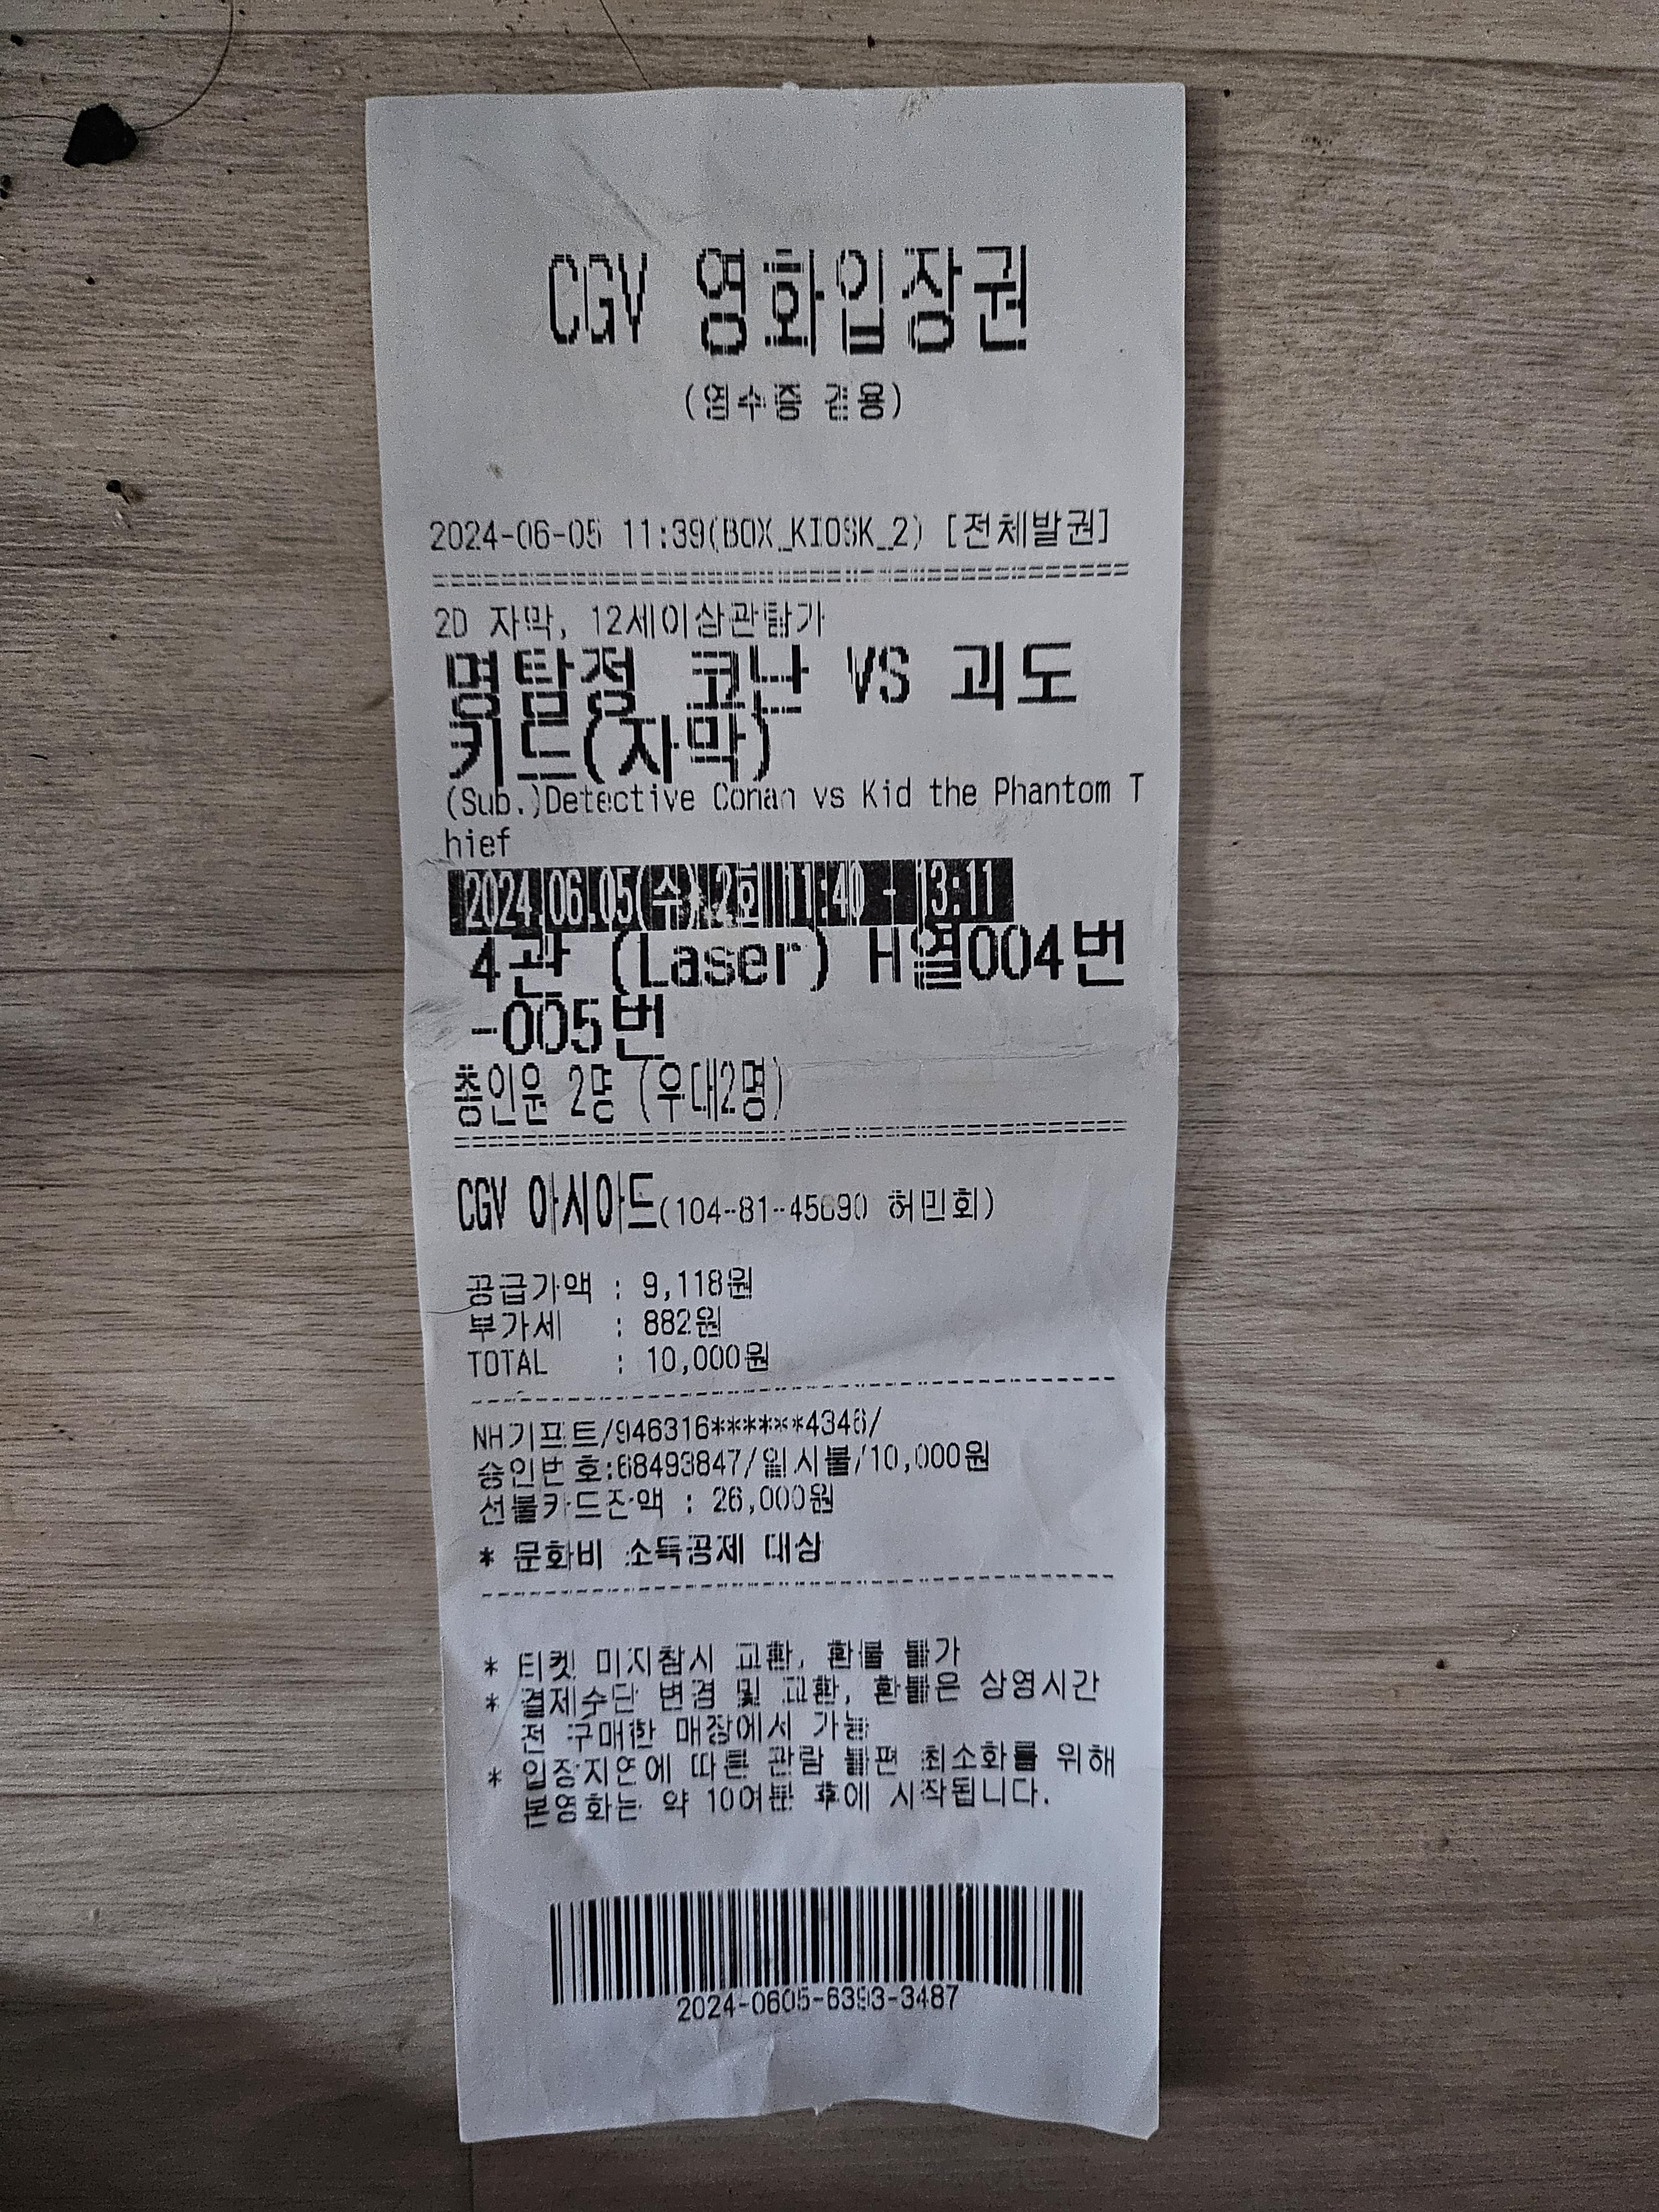 CGV 영화입장권
(영수증 겸용)
2024-06-05 11:39(BOX_KIOSK_2) [전체발권]
================================
2D 자막, 12세이상관람가
명탐정 코난 VS 괴도
키드(자막)
(Sub.)Detective Conan vs Kid the Phantom T
hief
2024.06.05(수) 2회 11:40 - 13:11
4관 (Laser) H열004번
-005번
총인원 2명 (우대2명)
================================
CGV 아시아드(104-81-45690 허민회)
공급가액 : 9,118원
부가세 : 882원
TOTAL : 10,000원
--------------------------------
NH기프트/946316******4346/
승인번호:68493847/일시불/10,000원
선불카드잔액 : 26,000원
* 문화비 소득공제 대상
--------------------------------
* 티켓 미지참시 교환, 환불 불가
* 결제수단 변경 및 교환, 환불은 상영시간
전 구매한 매장에서 가능
* 입장지연에 따른 관람 불편 최소화를 위해
본영화는 약 10여분 후에 시작됩니다.
2024-0605-6393-3487